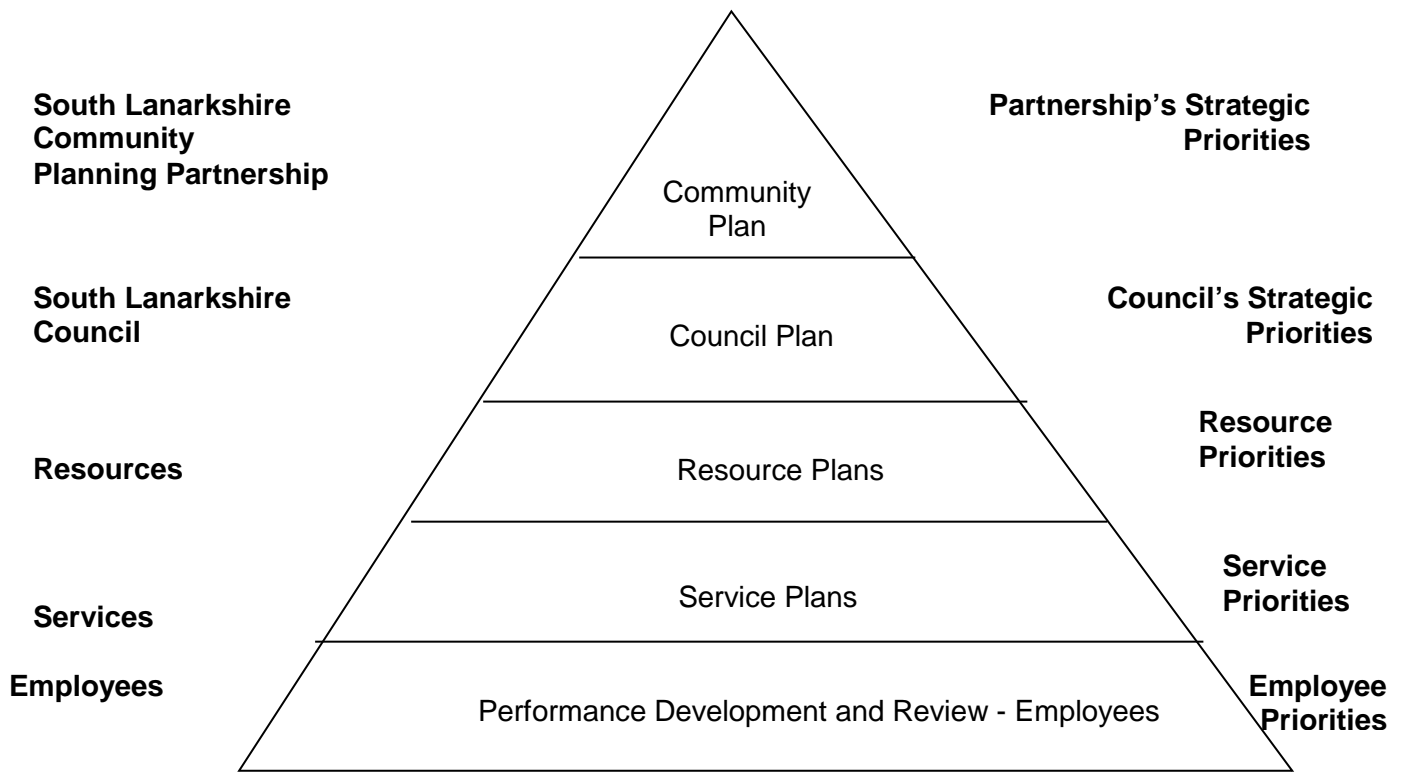 South Lanarkshire
Community
Planning Partnership
Partnership's Strategic
Priorities
Community
Plan
South Lanarkshire
Council
Council Plan
Council's Strategic
Priorities
Resources
Resource Plans
Resource
Priorities
Services
Service Plans
Service
Priorities
Employees
Performance Development and Review - Employees
Employee
Priorities